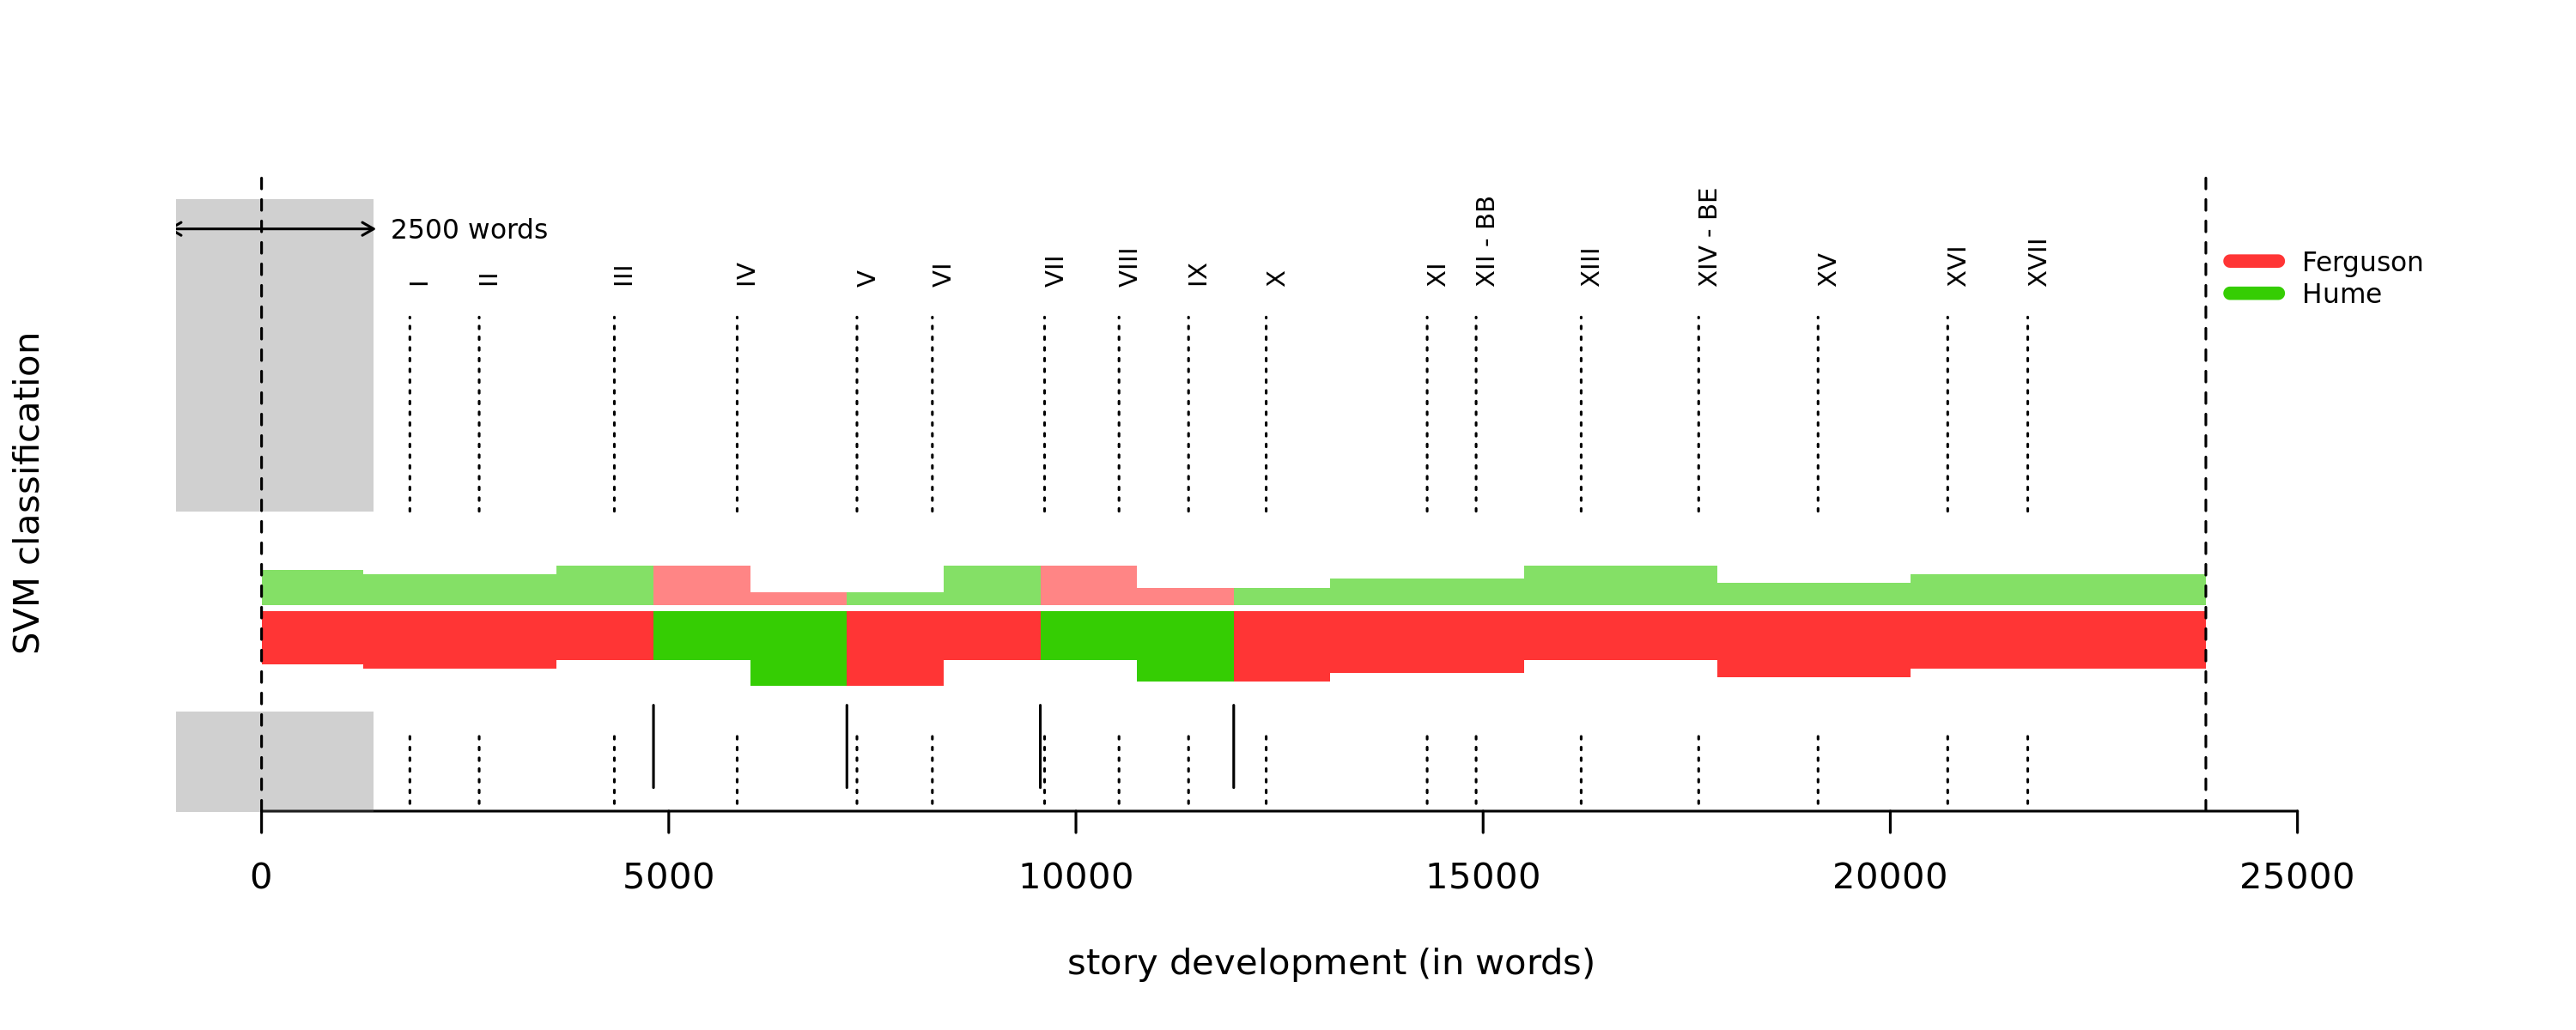 2500 words
I
II
III
IV
V
VI
VII
VIII
IX
X
XI
XII - BB
XIII
XIV - BE
XV
XVI
XVII
Ferguson
Hume
SVM classification
0
5000
10000
15000
20000
25000
story development (in words)